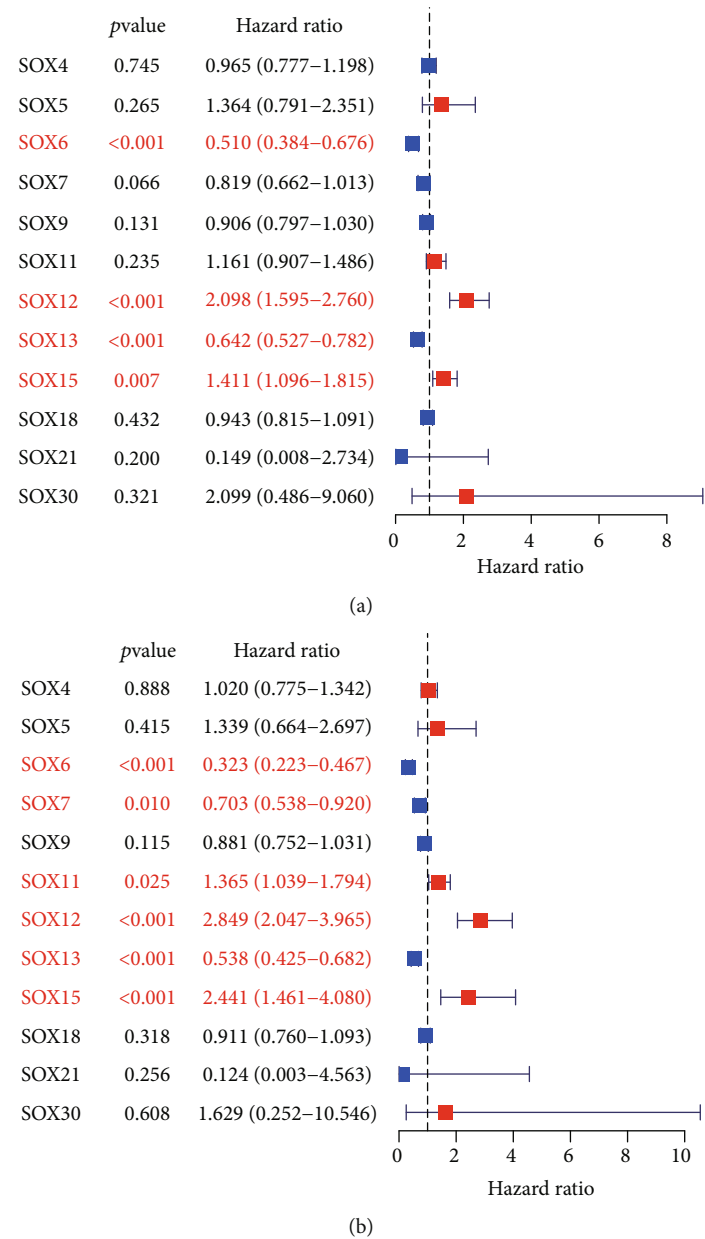 pvalue Hazard ratio
SOX4 0.745 0.965 (0.777−1.198)
SOX5 0.265 1.364 (0.791−2.351)
SOX6 <0.001 0.510 (0.384−0.676)
SOX7 0.066 0.819 (0.662−1.013)
SOX9 0.131 0.906 (0.797−1.030)
SOX11 0.235 1.161 (0.907−1.486)
SOX12 <0.001 2.098 (1.595−2.760)
SOX13 <0.001 0.642 (0.527−0.782)
SOX15 0.007 1.411 (1.096−1.815)
SOX18 0.432 0.943 (0.815−1.091)
SOX21 0.200 0.149 (0.008−2.734)
SOX30 0.321 2.099 (0.486−9.060)
0 2 4 6 8
Hazard ratio
(a)
pvalue Hazard ratio
SOX4 0.888 1.020 (0.775−1.342)
SOX5 0.415 1.339 (0.664−2.697)
SOX6 <0.001 0.323 (0.223−0.467)
SOX7 0.010 0.703 (0.538−0.920)
SOX9 0.115 0.881 (0.752−1.031)
SOX11 0.025 1.365 (1.039−1.794)
SOX12 <0.001 2.849 (2.047−3.965)
SOX13 <0.001 0.538 (0.425−0.682)
SOX15 <0.001 2.441 (1.461−4.080)
SOX18 0.318 0.911 (0.760−1.093)
SOX21 0.256 0.124 (0.003−4.563)
SOX30 0.608 1.629 (0.252−10.546)
0 2 4 6 8 10
Hazard ratio
(b)